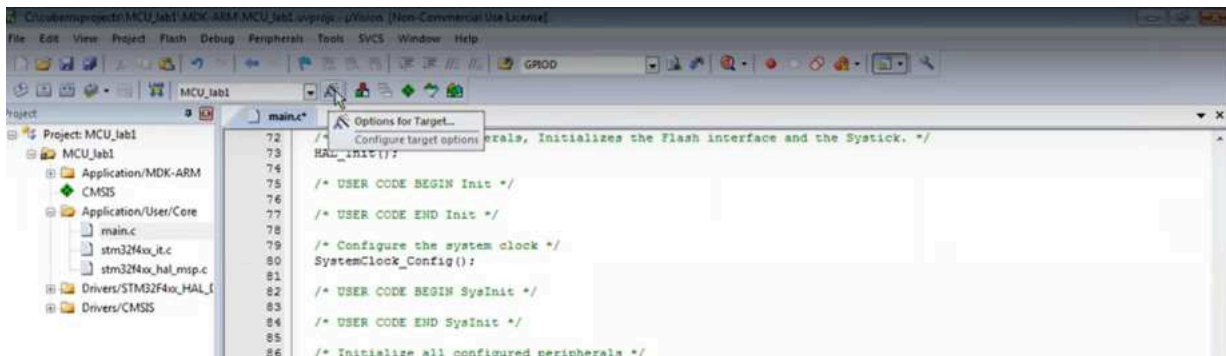 C:\cubemxprojects\MCU_lab1\MDK-ARM\MCU_lab1.uvprojx - µVision [Non-Commercial Use License]
File Edit View Project Flash Debug Peripherals Tools SVCS Window Help
GPIOD
MCU_lab1
Project
main.c*
Options for Target...
Configure target options
Project: MCU_lab1
MCU_lab1
Application/MDK-ARM
CMSIS
Application/User/Core
main.c
stm32f4xx_it.c
stm32f4xx_hal_msp.c
Drivers/STM32F4xx_HAL_D
Drivers/CMSIS
72 /* erals, Initializes the Flash interface and the Systick. */
73 HAL_Init();
74
75 /* USER CODE BEGIN Init */
76
77 /* USER CODE END Init */
78
79 /* Configure the system clock */
80 SystemClock_Config();
81
82 /* USER CODE BEGIN SysInit */
83
84 /* USER CODE END SysInit */
85
86 /* Initialize all configured peripherals */